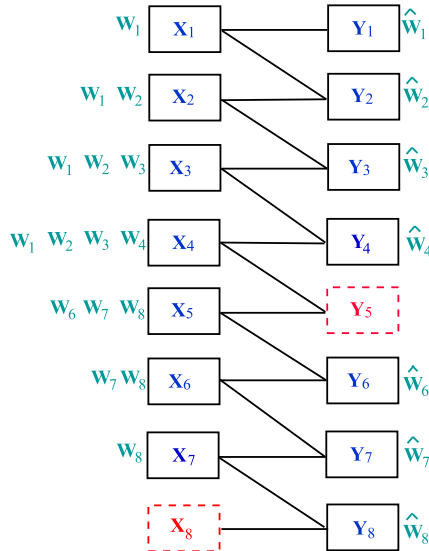 W₁ X₁ Y₁ Ŵ₁
W₁ W₂ X₂ Y₂ Ŵ₂
W₁ W₂ W₃ X₃ Y₃ Ŵ₃
W₁ W₂ W₃ W₄ X₄ Y₄ Ŵ₄
W₆ W₇ W₈ X₅ Y₅
W₇ W₈ X₆ Y₆ Ŵ₆
W₈ X₇ Y₇ Ŵ₇
X₈ Y₈ Ŵ₈